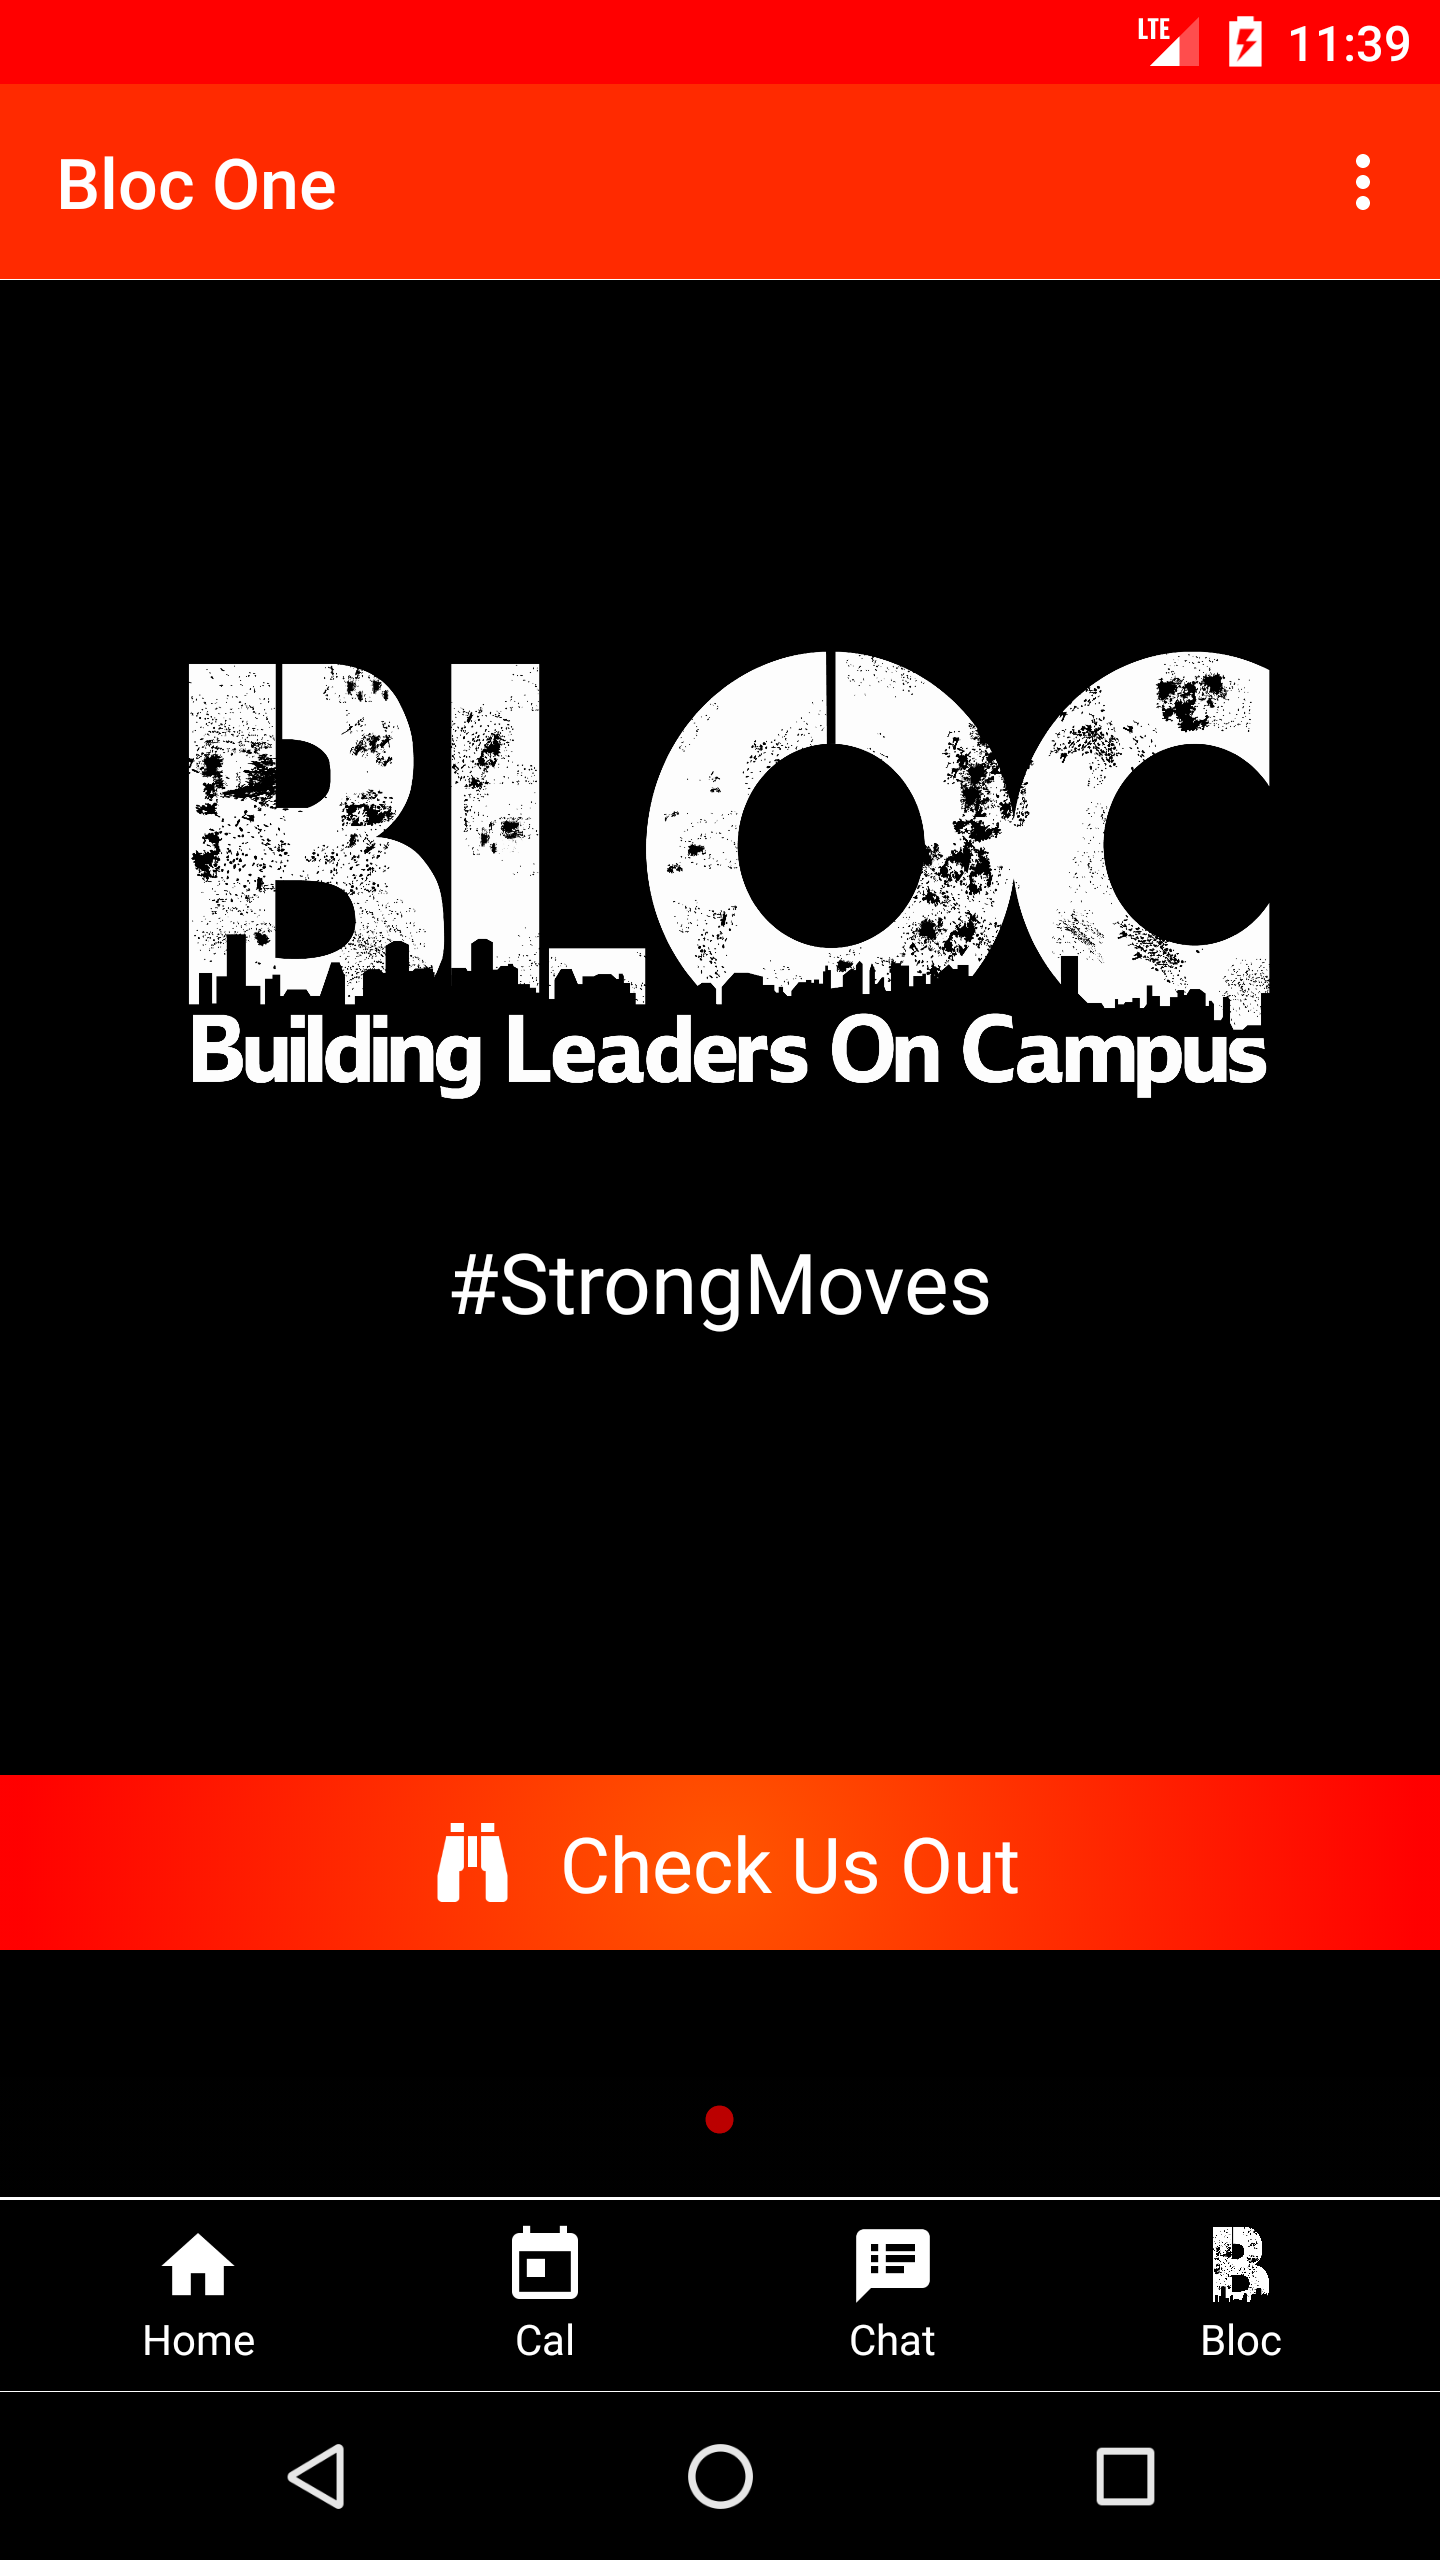 LTE 11:39
Bloc One
BLOC
Building Leaders On Campus
#StrongMoves
Check Us Out
Home Cal Chat Bloc